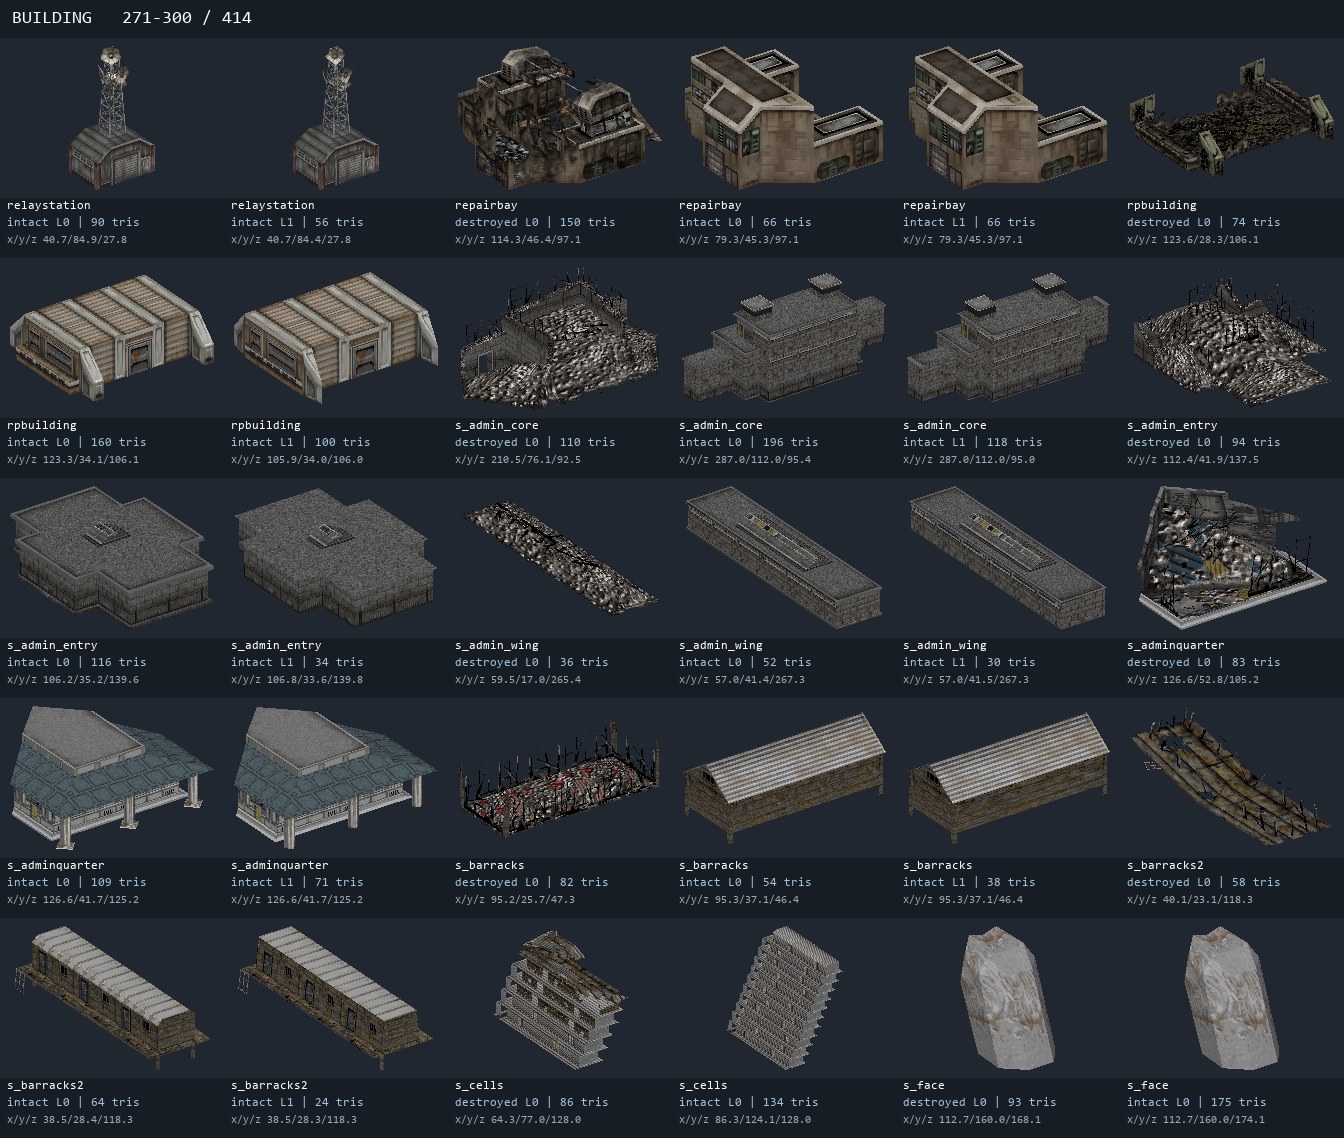 BUILDING 271-300 / 414
relaystation
intact L0 | 90 tris
x/y/z 40.7/84.9/27.8
relaystation
intact L1 | 56 tris
x/y/z 40.7/84.4/27.8
repairbay
destroyed L0 | 150 tris
x/y/z 114.3/46.4/97.1
repairbay
intact L0 | 66 tris
x/y/z 79.3/45.3/97.1
repairbay
intact L1 | 66 tris
x/y/z 79.3/45.3/97.1
rpbuilding
destroyed L0 | 74 tris
x/y/z 123.6/28.3/106.1
rpbuilding
intact L0 | 160 tris
x/y/z 123.3/34.1/106.1
rpbuilding
intact L1 | 100 tris
x/y/z 105.9/34.0/106.0
s_admin_core
destroyed L0 | 110 tris
x/y/z 210.5/76.1/92.5
s_admin_core
intact L0 | 196 tris
x/y/z 287.0/112.0/95.4
s_admin_core
intact L1 | 118 tris
x/y/z 287.0/112.0/95.0
s_admin_entry
destroyed L0 | 94 tris
x/y/z 112.4/41.9/137.5
s_admin_entry
intact L0 | 116 tris
x/y/z 106.2/35.2/139.6
s_admin_entry
intact L1 | 34 tris
x/y/z 106.8/33.6/139.8
s_admin_wing
destroyed L0 | 36 tris
x/y/z 59.5/17.0/265.4
s_admin_wing
intact L0 | 52 tris
x/y/z 57.0/41.4/267.3
s_admin_wing
intact L1 | 30 tris
x/y/z 57.0/41.5/267.3
s_adminquarter
destroyed L0 | 83 tris
x/y/z 126.6/52.8/105.2
s_adminquarter
intact L0 | 109 tris
x/y/z 126.6/41.7/125.2
s_adminquarter
intact L1 | 71 tris
x/y/z 126.6/41.7/125.2
s_barracks
destroyed L0 | 82 tris
x/y/z 95.2/25.7/47.3
s_barracks
intact L0 | 54 tris
x/y/z 95.3/37.1/46.4
s_barracks
intact L1 | 38 tris
x/y/z 95.3/37.1/46.4
s_barracks2
destroyed L0 | 58 tris
x/y/z 40.1/23.1/118.3
s_barracks2
intact L0 | 64 tris
x/y/z 38.5/28.4/118.3
s_barracks2
intact L1 | 24 tris
x/y/z 38.5/28.3/118.3
s_cells
destroyed L0 | 86 tris
x/y/z 64.3/77.0/128.0
s_cells
intact L0 | 134 tris
x/y/z 86.3/124.1/128.0
s_face
destroyed L0 | 93 tris
x/y/z 112.7/160.0/168.1
s_face
intact L0 | 175 tris
x/y/z 112.7/160.0/174.1